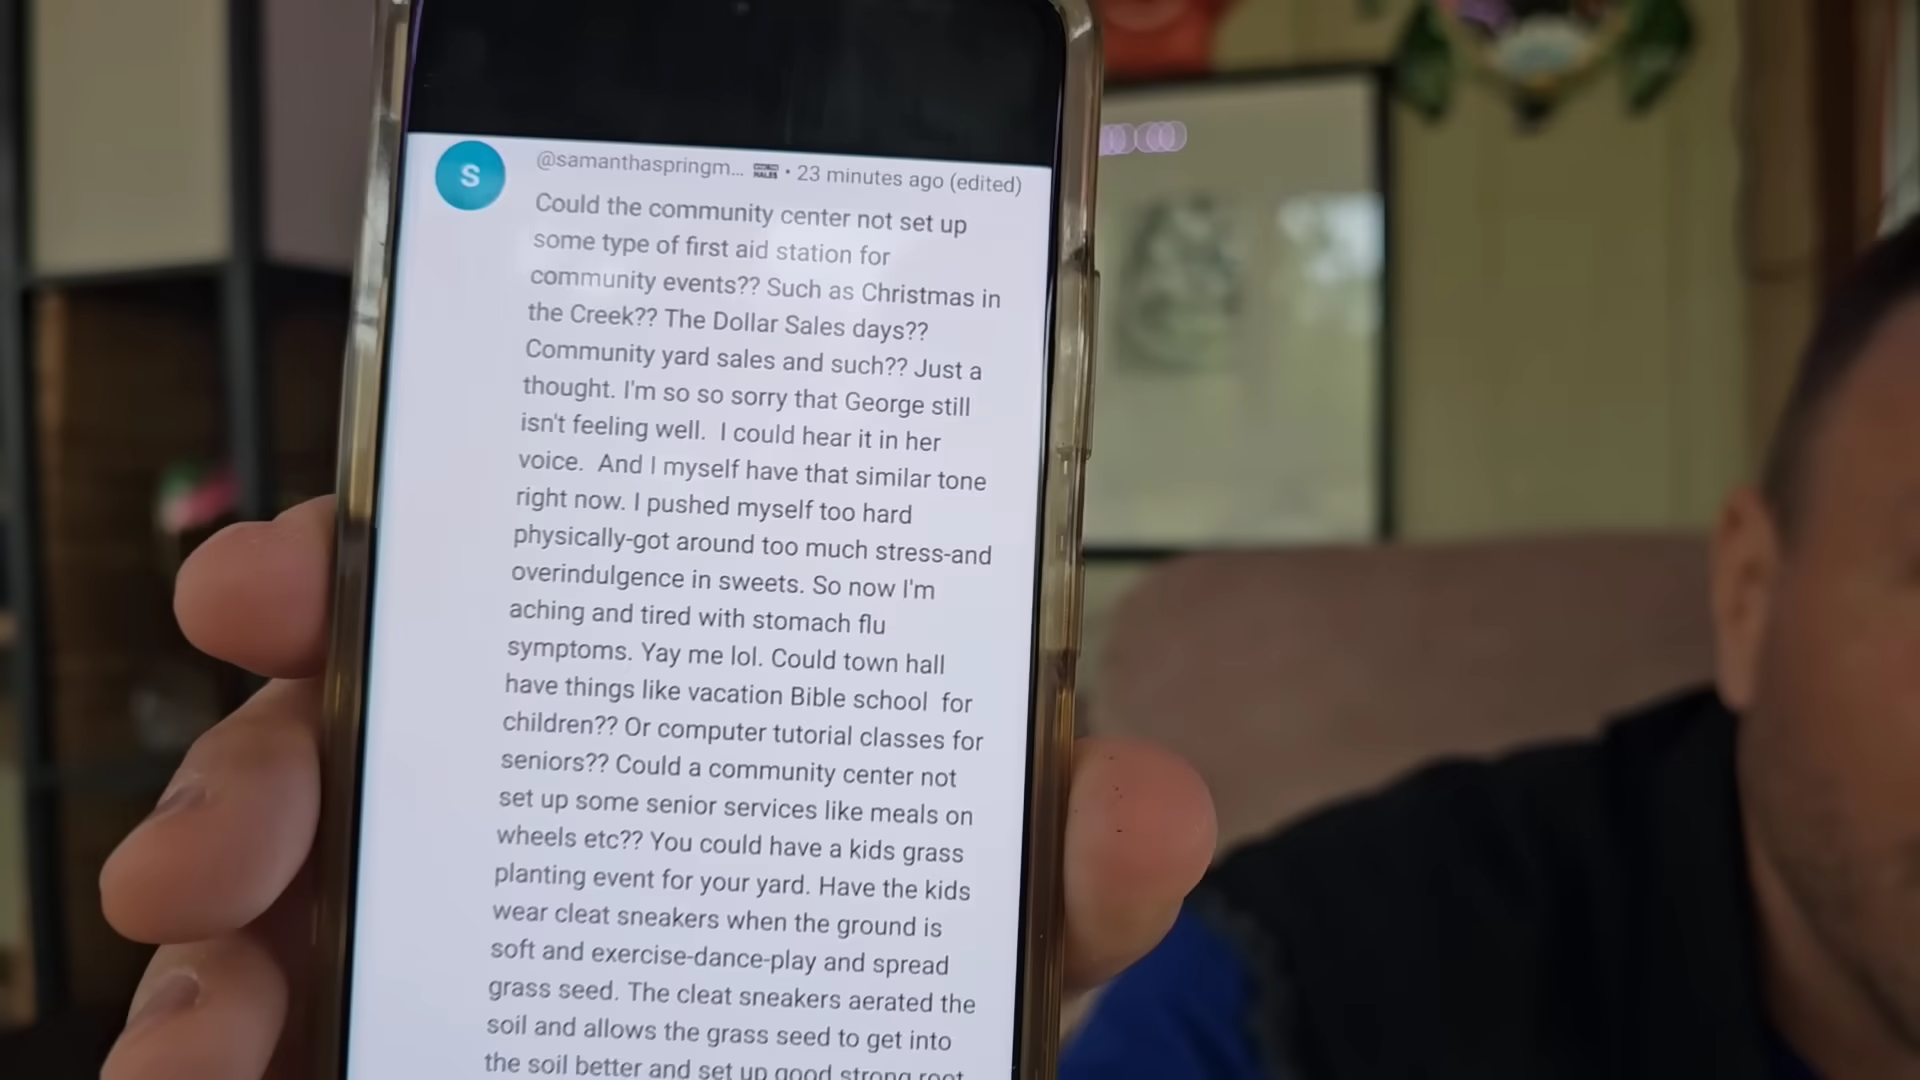 S
@samanthaspringm... HALES • 23 minutes ago (edited)
Could the community center not set up
some type of first aid station for
community events?? Such as Christmas in
the Creek?? The Dollar Sales days??
Community yard sales and such?? Just a
thought. I'm so so sorry that George still
isn't feeling well.  I could hear it in her
voice.  And I myself have that similar tone
right now. I pushed myself too hard
physically-got around too much stress-and
overindulgence in sweets. So now I'm
aching and tired with stomach flu
symptoms. Yay me lol. Could town hall
have things like vacation Bible school  for
children?? Or computer tutorial classes for
seniors?? Could a community center not
set up some senior services like meals on
wheels etc?? You could have a kids grass
planting event for your yard. Have the kids
wear cleat sneakers when the ground is
soft and exercise-dance-play and spread
grass seed. The cleat sneakers aerated the
soil and allows the grass seed to get into
the soil better and set up good strong root